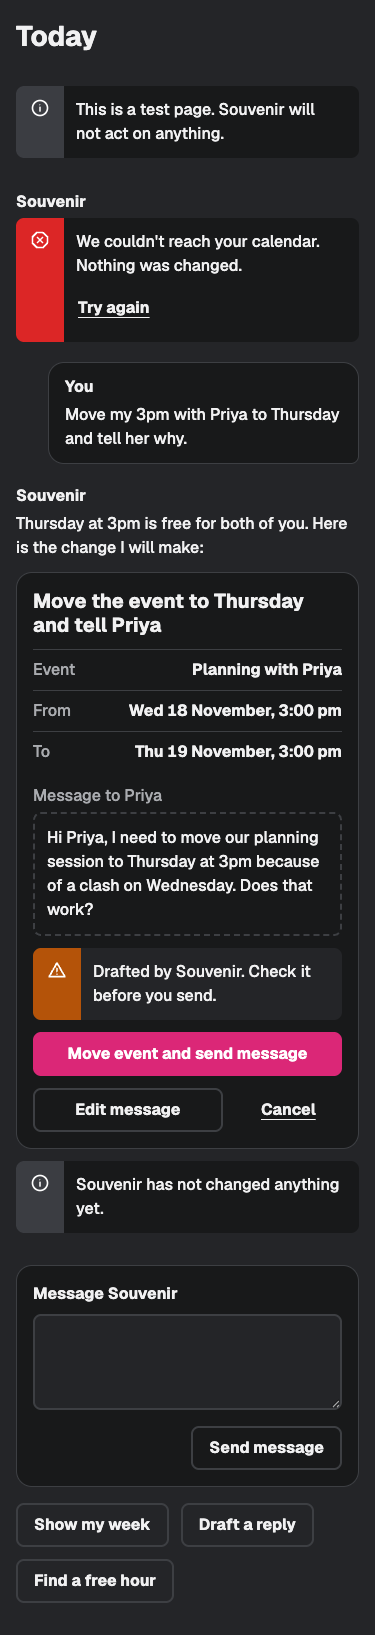 Today
This is a test page. Souvenir will
not act on anything.
Souvenir
We couldn't reach your calendar.
Nothing was changed.
Try again
You
Move my 3pm with Priya to Thursday
and tell her why.
Souvenir
Thursday at 3pm is free for both of you. Here
is the change I will make:
Move the event to Thursday
and tell Priya
Event Planning with Priya
From Wed 18 November, 3:00 pm
To Thu 19 November, 3:00 pm
Message to Priya
Hi Priya, I need to move our planning
session to Thursday at 3pm because
of a clash on Wednesday. Does that
work?
Drafted by Souvenir. Check it
before you send.
Move event and send message
Edit message Cancel
Souvenir has not changed anything
yet.
Message Souvenir
Send message
Show my week Draft a reply
Find a free hour